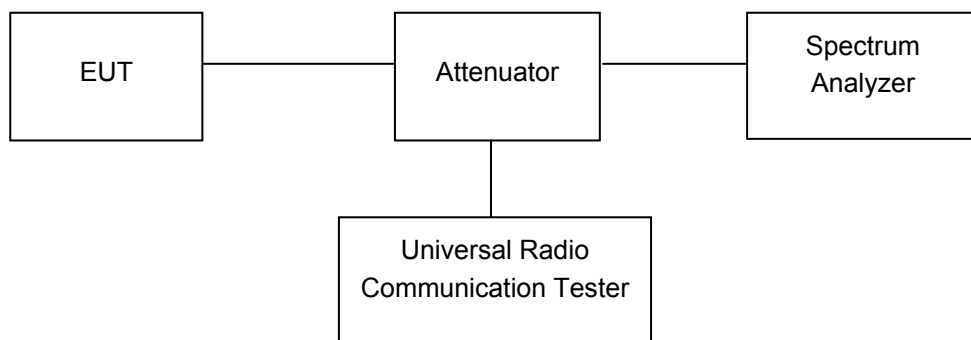 EUT
Attenuator
Spectrum
Analyzer
Universal Radio
Communication Tester